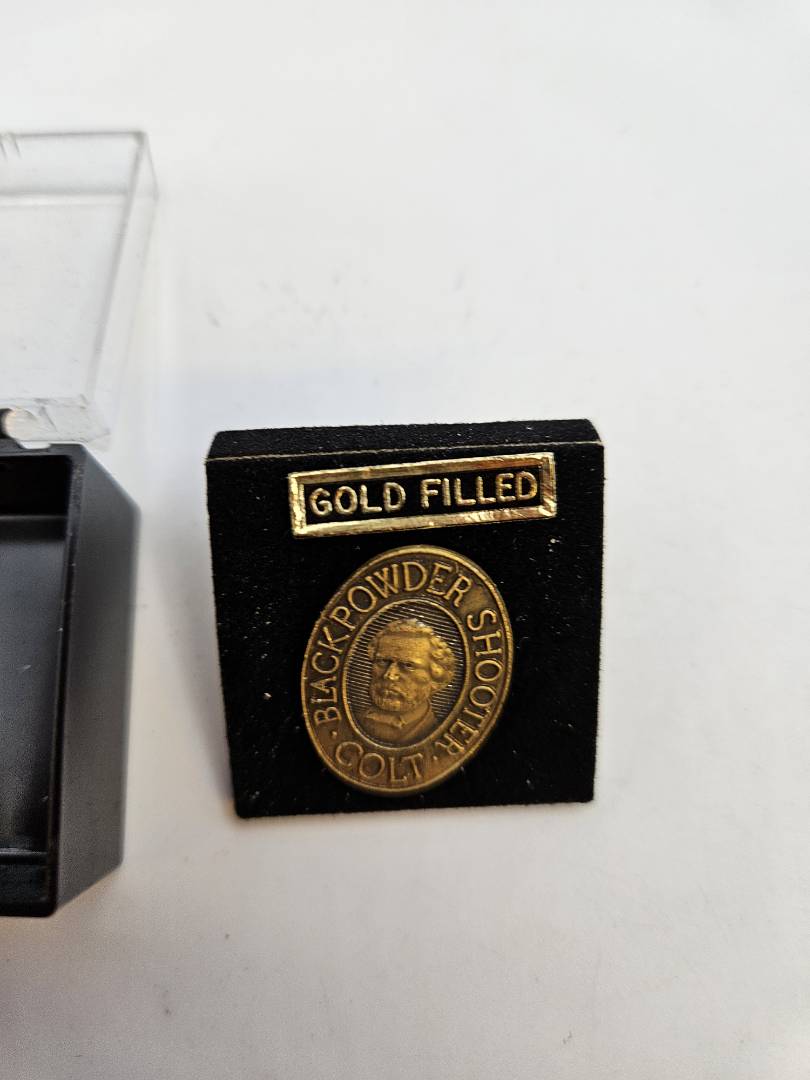 GOLD FILLED
BLACKPOWDER SHOOTER
· COLT ·